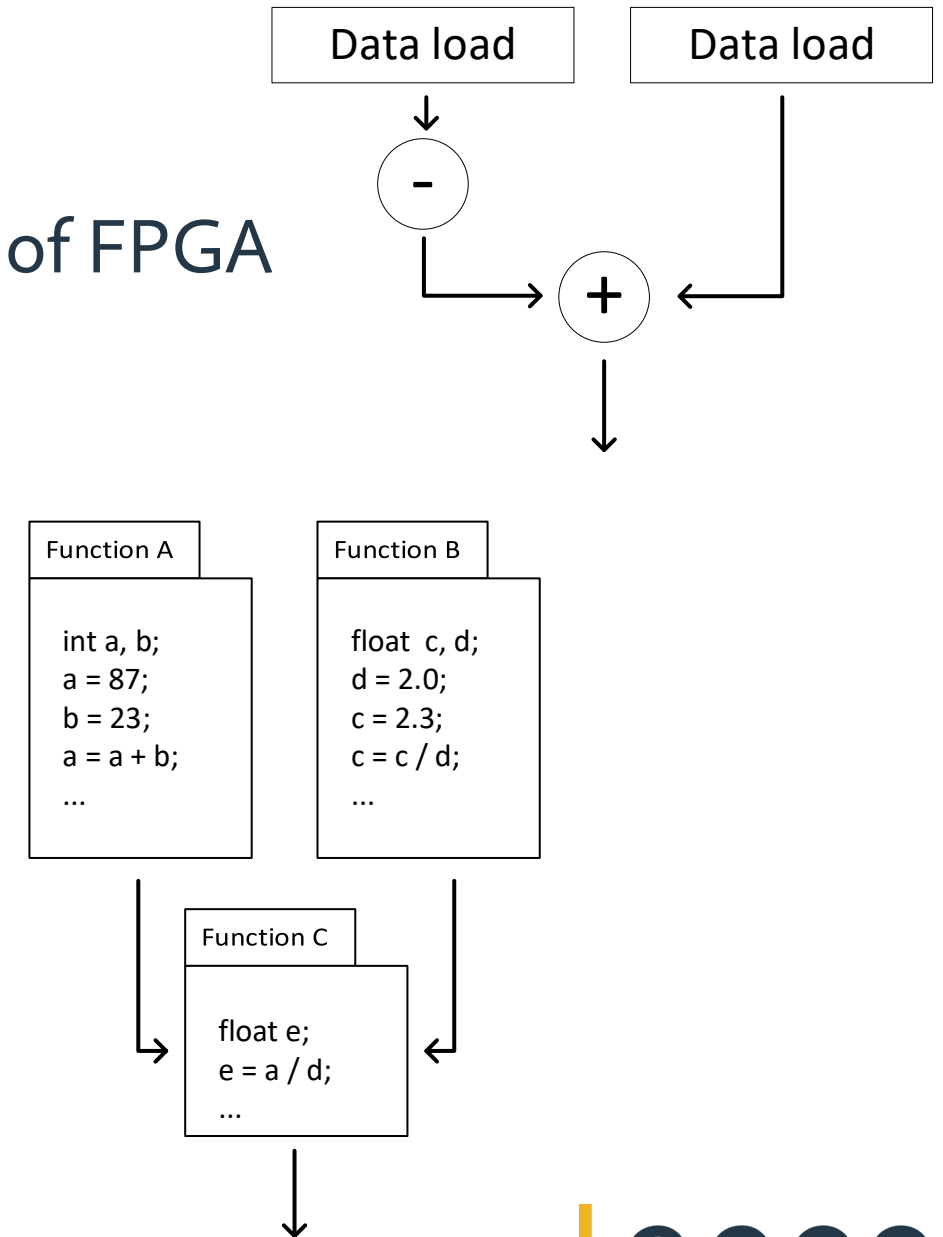 Data load
Data load
-
of FPGA
+
Function A
int a, b;
a = 87;
b = 23;
a = a + b;
...
Function B
float  c, d;
d = 2.0;
c = 2.3;
c = c / d;
...
Function C
float e;
e = a / d;
...